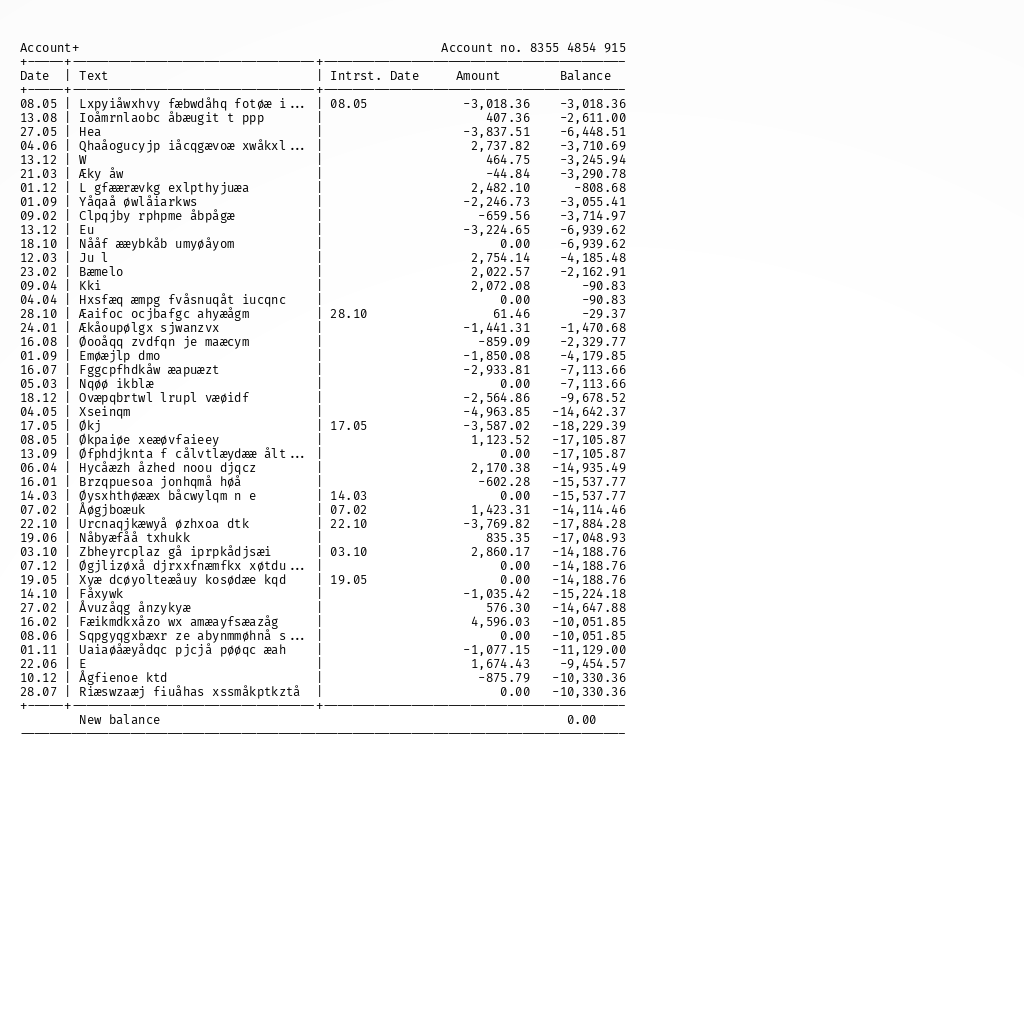 Account+ Account no. 8355 4854 915
Date | Text | Intrst. Date Amount Balance
08.05 | Lxpyiåwxhvy fæbwdåhq fotøæ i... | 08.05 -3,018.36 -3,018.36
13.08 | Ioåmrnlaobc åbæugit t ppp | 407.36 -2,611.00
27.05 | Hea | -3,837.51 -6,448.51
04.06 | Qhaåogucyjp iåcqgævoæ xwåkxl... | 2,737.82 -3,710.69
13.12 | W | 464.75 -3,245.94
21.03 | Æky åw | -44.84 -3,290.78
01.12 | L gfæærævkg exlpthyjuæa | 2,482.10 -808.68
01.09 | Yåqaå øwlåiarkws | -2,246.73 -3,055.41
09.02 | Clpqjby rphpme åbpågæ | -659.56 -3,714.97
13.12 | Eu | -3,224.65 -6,939.62
18.10 | Nååf ææybkåb umyøåyom | 0.00 -6,939.62
12.03 | Ju l | 2,754.14 -4,185.48
23.02 | Bæmelo | 2,022.57 -2,162.91
09.04 | Kki | 2,072.08 -90.83
04.04 | Hxsfæq æmpg fvåsnuqåt iucqnc | 0.00 -90.83
28.10 | Æaifoc ocjbafgc ahyæågm | 28.10 61.46 -29.37
24.01 | Ækåoupølgx sjwanzvx | -1,441.31 -1,470.68
16.08 | Øooåqq zvdfqn je maæcym | -859.09 -2,329.77
01.09 | Emøæjlp dmo | -1,850.08 -4,179.85
16.07 | Fggcpfhdkåw æapuæzt | -2,933.81 -7,113.66
05.03 | Nqøø ikblæ | 0.00 -7,113.66
18.12 | Ovæpqbrtwl lrupl væøidf | -2,564.86 -9,678.52
04.05 | Xseinqm | -4,963.85 -14,642.37
17.05 | Økj | 17.05 -3,587.02 -18,229.39
08.05 | Økpaiøe xeæøvfaieey | 1,123.52 -17,105.87
13.09 | Øfphdjknta f cålvtlæydææ ålt... | 0.00 -17,105.87
06.04 | Hycåæzh åzhed noou djqcz | 2,170.38 -14,935.49
16.01 | Brzqpuesoa jonhqmå høå | -602.28 -15,537.77
14.03 | Øysxhthøææx båcwylqm n e | 14.03 0.00 -15,537.77
07.02 | Åøgjboæuk | 07.02 1,423.31 -14,114.46
22.10 | Urcnaqjkæwyå øzhxoa dtk | 22.10 -3,769.82 -17,884.28
19.06 | Nåbyæfåå txhukk | 835.35 -17,048.93
03.10 | Zbheyrcplaz gå iprpkådjsæi | 03.10 2,860.17 -14,188.76
07.12 | Øgjlizøxå djrxxfnæmfkx xøtdu... | 0.00 -14,188.76
19.05 | Xyæ dcøyolteæåuy kosødæe kqd | 19.05 0.00 -14,188.76
14.10 | Fåxywk | -1,035.42 -15,224.18
27.02 | Åvuzåqg ånzykyæ | 576.30 -14,647.88
16.02 | Fæikmdkxåzo wx amæayfsæazåg | 4,596.03 -10,051.85
08.06 | Sqpgyqgxbæxr ze abynmmøhnå s... | 0.00 -10,051.85
01.11 | Uaiaøåæyådqc pjcjå pøøqc æah | -1,077.15 -11,129.00
22.06 | E | 1,674.43 -9,454.57
10.12 | Ågfienoe ktd | -875.79 -10,330.36
28.07 | Riæswzaæj fiuåhas xssmåkptkztå | 0.00 -10,330.36
New balance 0.00